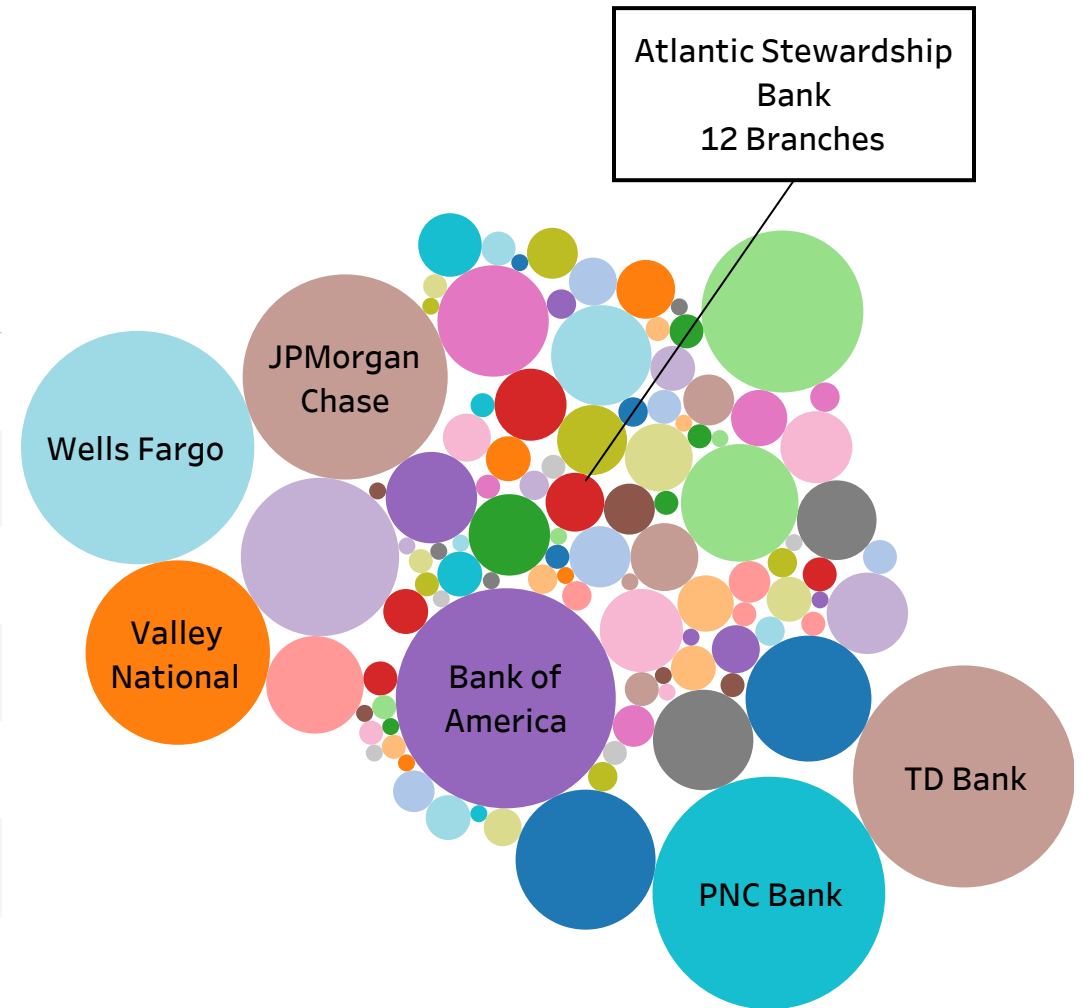 Atlantic Stewardship
Bank
12 Branches
JPMorgan
Chase
Wells Fargo
Valley
National
Bank of
America
TD Bank
PNC Bank